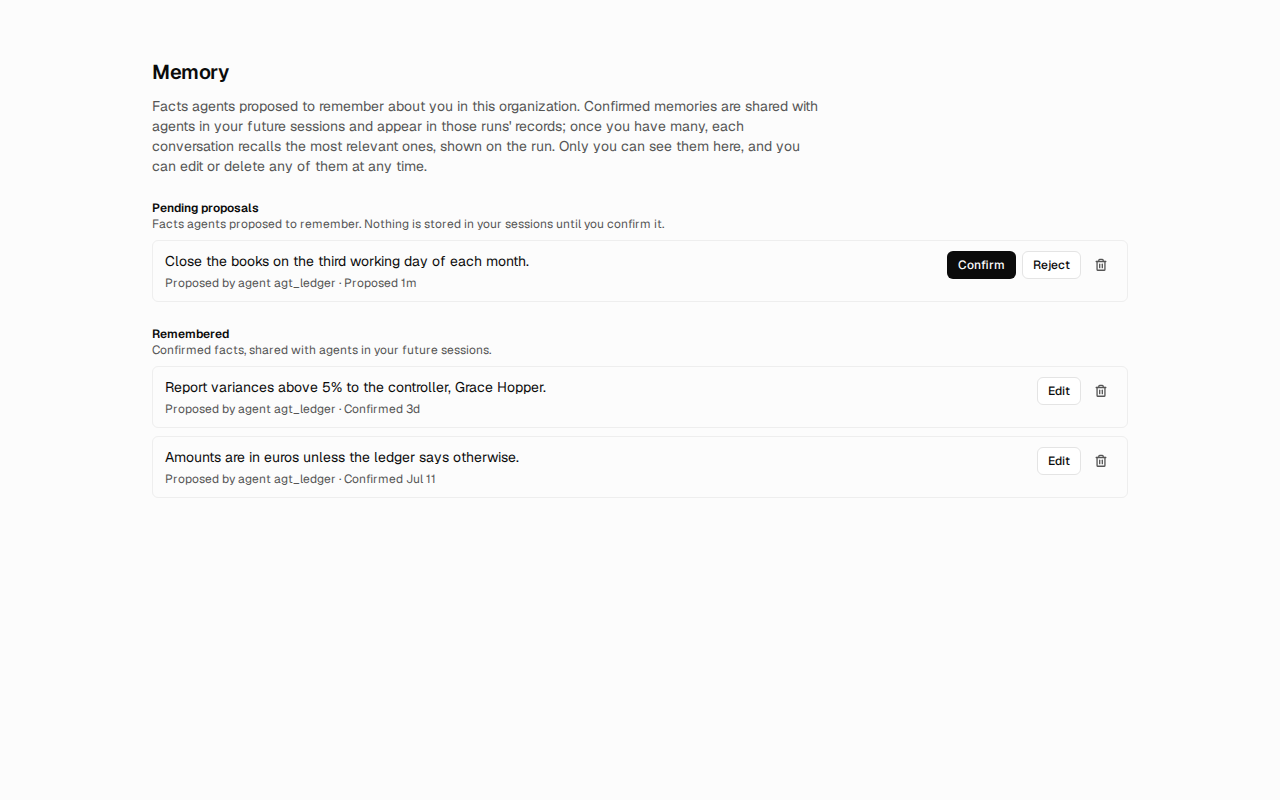 Memory
Facts agents proposed to remember about you in this organization. Confirmed memories are shared with
agents in your future sessions and appear in those runs' records; once you have many, each
conversation recalls the most relevant ones, shown on the run. Only you can see them here, and you
can edit or delete any of them at any time.
Pending proposals
Facts agents proposed to remember. Nothing is stored in your sessions until you confirm it.
Close the books on the third working day of each month.
Confirm
Reject
Proposed by agent agt_ledger · Proposed 1m
Remembered
Confirmed facts, shared with agents in your future sessions.
Report variances above 5% to the controller, Grace Hopper.
Edit
Proposed by agent agt_ledger · Confirmed 3d
Amounts are in euros unless the ledger says otherwise.
Edit
Proposed by agent agt_ledger · Confirmed Jul 11